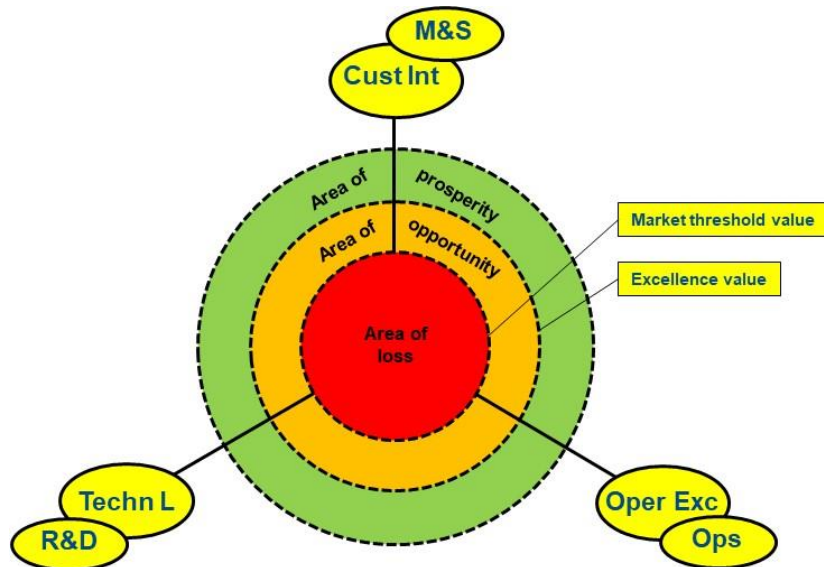 M&S
Cust Int
Area of prosperity
Area of opportunity
Market threshold value
Excellence value
Area of
loss
Techn L
R&D
Oper Exc
Ops